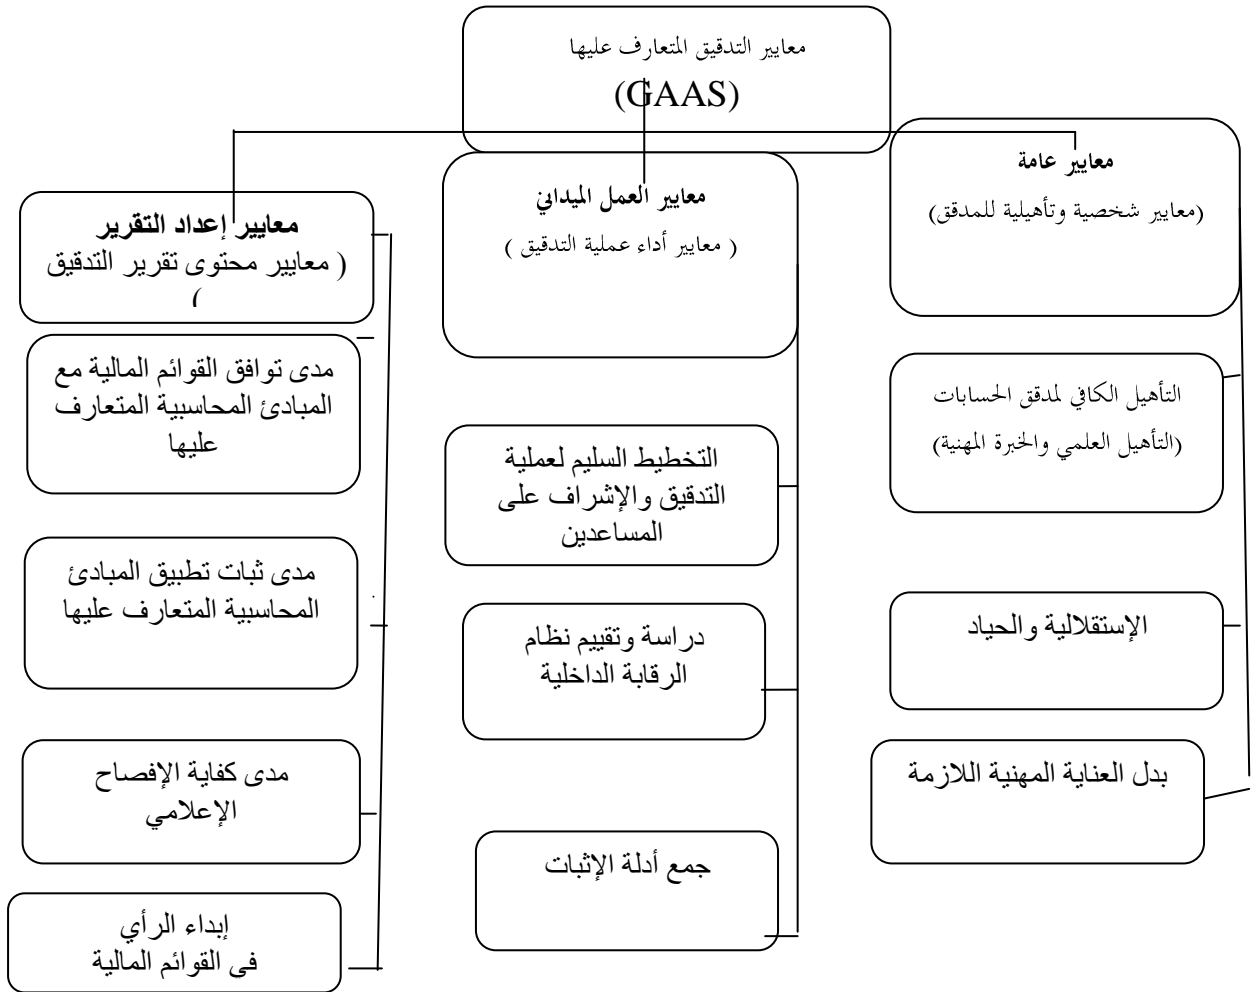 معايير التدقيق المتعارف عليها
(GAAS)
معايير عامة
(معايير شخصية وتأهيلية للمدقق)
التأهيل الكافي لمدقق الحسابات
(التأهيل العلمي والخبرة المهنية)
الإستقلالية والحياد
بدل العناية المهنية اللازمة
معايير العمل الميداني
( معايير أداء عملية التدقيق )
التخطيط السليم لعملية
التدقيق والإشراف على
المساعدين
دراسة وتقييم نظام
الرقابة الداخلية
جمع أدلة الإثبات
معايير إعداد التقرير
( معايير محتوى تقرير التدقيق
)
مدى توافق القوائم المالية مع
المبادئ المحاسبية المتعارف
عليها
مدى ثبات تطبيق المبادئ
المحاسبية المتعارف عليها
مدى كفاية الإفصاح
الإعلامي
إبداء الرأي
في القوائم المالية